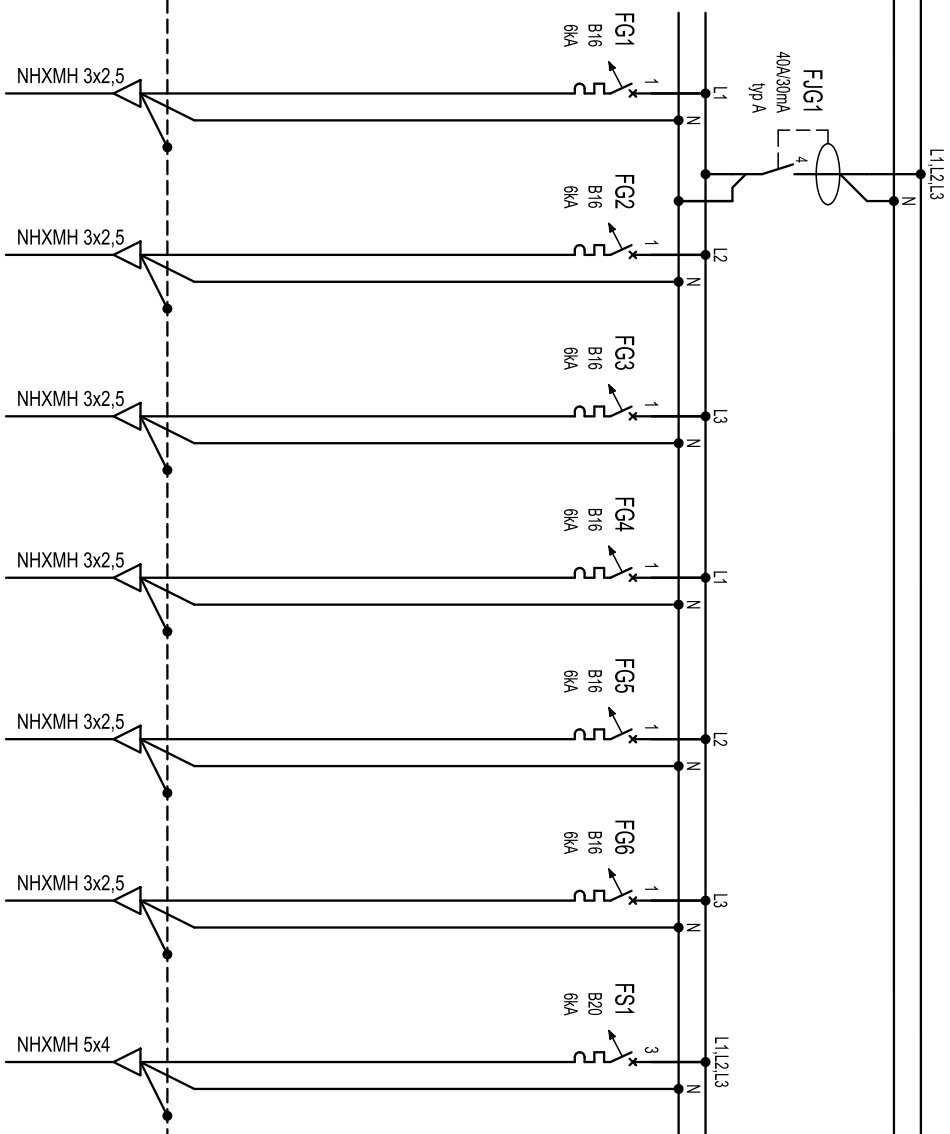 L1,L2,L3
N
FJG1
40A/30mA
typ A
4
L1
N
FG1
B16
6kA
1
NHXMH 3x2,5
L2
N
FG2
B16
6kA
1
NHXMH 3x2,5
L3
N
FG3
B16
6kA
1
NHXMH 3x2,5
L1
N
FG4
B16
6kA
1
NHXMH 3x2,5
L2
N
FG5
B16
6kA
1
NHXMH 3x2,5
L3
N
FG6
B16
6kA
1
NHXMH 3x2,5
L1,L2,L3
N
FS1
B20
6kA
3
NHXMH 5x4